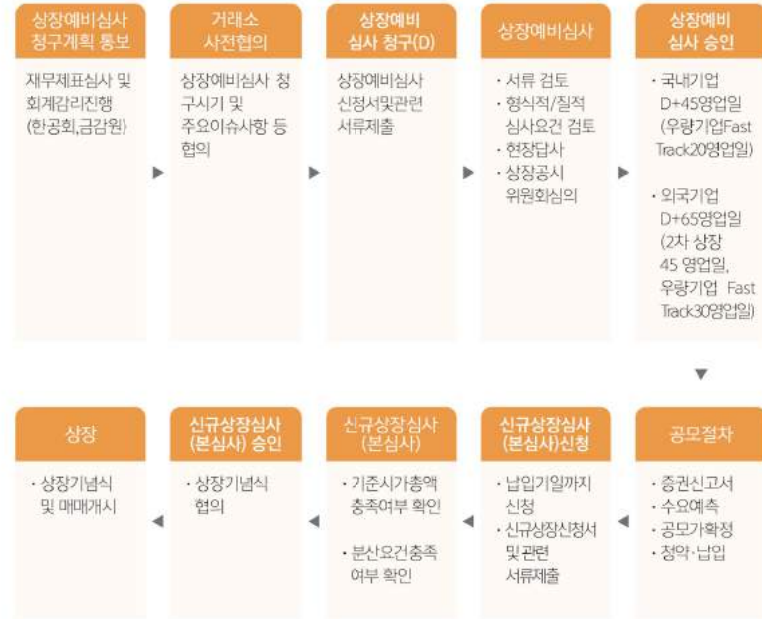 상장예비심사
청구계획 통보
재무제표심사 및
회계감리진행
(한공회,금감원)
▶
거래소
사전협의
상장예비심사 청
구시기 및
주요이슈사항 등
협의
▶
상장예비
심사 청구(D)
상장예비심사
신청서및관련
서류제출
▶
상장예비심사
· 서류 검토
· 형식적/질적
심사요건 검토
· 현장답사
· 상장공시
위원회심의
▶
상장예비
심사 승인
· 국내기업
D+45영업일
(우량기업Fast
Track20영업일)
· 외국기업
D+65영업일
(2차 상장
45 영업일,
우량기업 Fast
Track30영업일)
▼
공모절차
· 증권신고서
· 수요예측
· 공모가확정
· 청약·납입
◀
신규상장심사
(본심사)신청
· 납입기일까지
신청
· 신규상장신청서
및관련
서류제출
◀
신규상장심사
(본심사)
· 기준시가총액
충족여부 확인
· 분산요건충족
여부 확인
◀
신규상장심사
(본심사) 승인
· 상장기념식
협의
◀
상장
· 상장기념식
및 매매개시